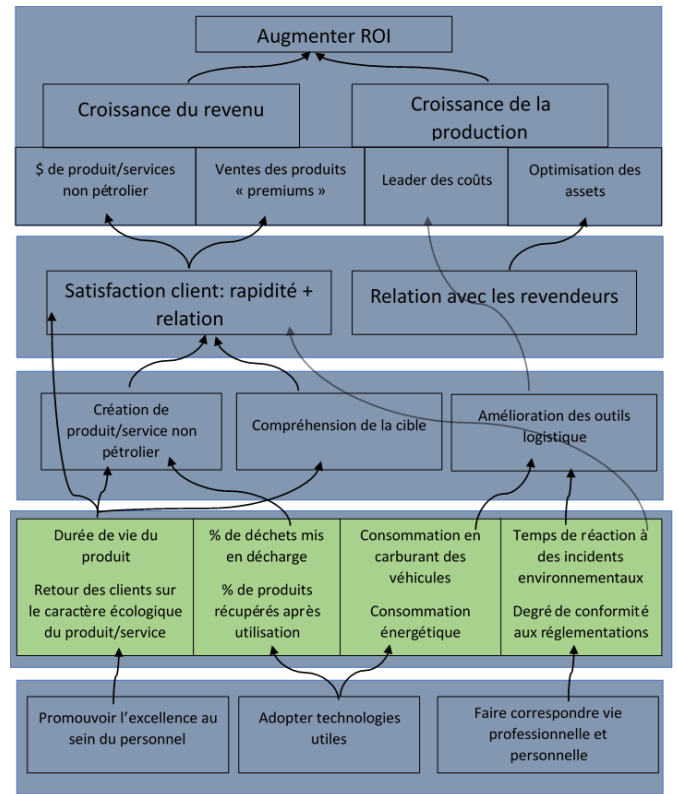 Augmenter ROI
Croissance du revenu
Croissance de la
production
$ de produit/services
non pétrolier
Ventes des produits
« premiums »
Leader des coûts
Optimisation des
assets
Satisfaction client: rapidité +
relation
Relation avec les revendeurs
Création de
produit/service non
pétrolier
Compréhension de la cible
Amélioration des outils
logistique
Durée de vie du
produit
Retour des clients sur
le caractère écologique
du produit/service
% de déchets mis
en décharge
% de produits
récupérés après
utilisation
Consommation en
carburant des
véhicules
Consommation
énergétique
Temps de réaction à
des incidents
environnementaux
Degré de conformité
aux réglementations
Promouvoir l’excellence au
sein du personnel
Adopter technologies
utiles
Faire correspondre vie
professionnelle et
personnelle